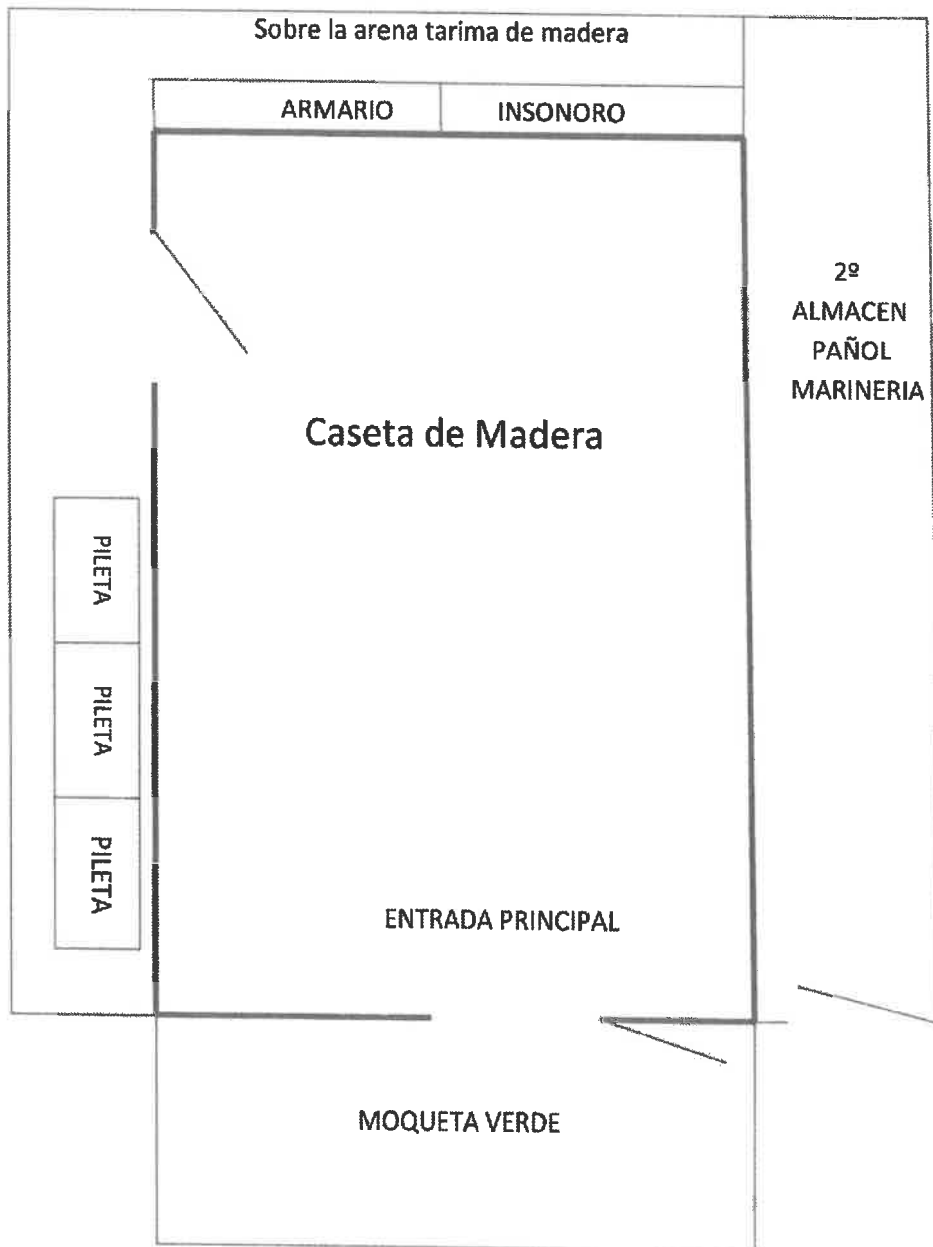 Sobre la arena tarima de madera
ARMARIO
INSONORO
2º
ALMACEN
PAÑOL
MARINERIA
Caseta de Madera
PILETA
PILETA
PILETA
ENTRADA PRINCIPAL
MOQUETA VERDE